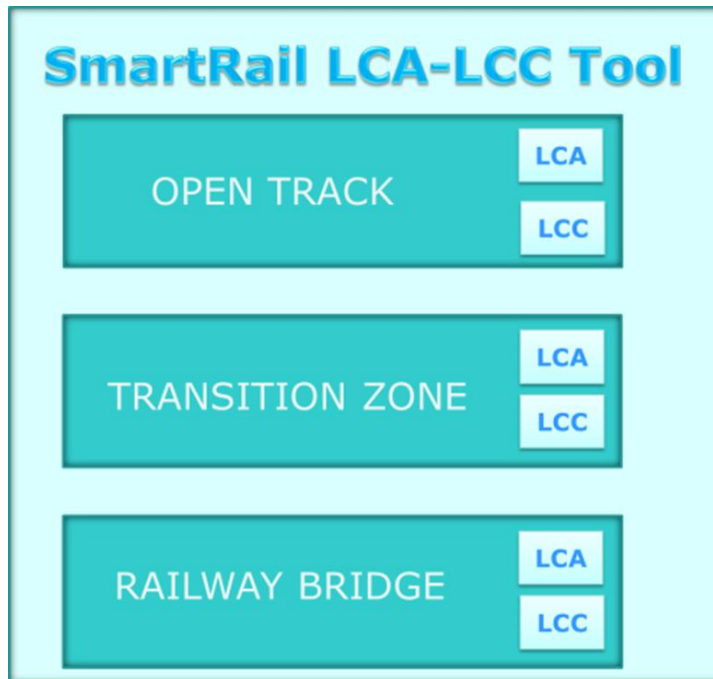 SmartRail LCA-LCC Tool
OPEN TRACK
LCA
LCC
TRANSITION ZONE
LCA
LCC
RAILWAY BRIDGE
LCA
LCC